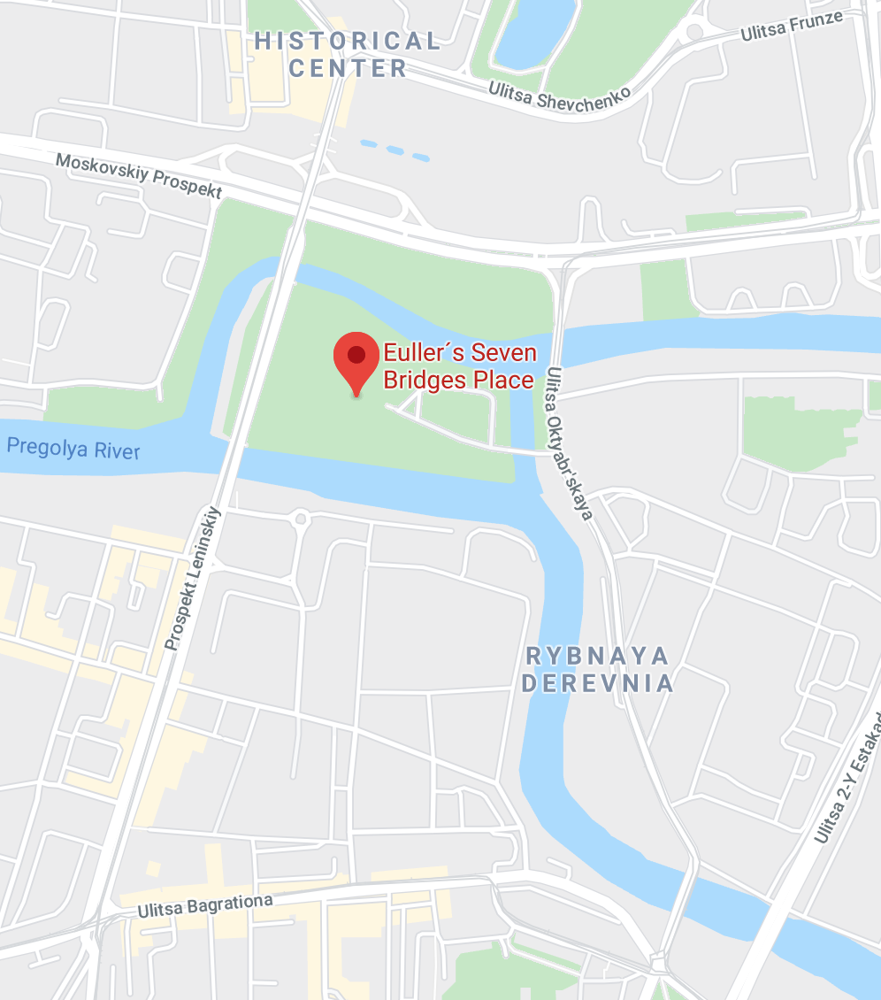 Ulitsa Frunze
HISTORICAL
CENTER
Ulitsa Shevchenko
Moskovskiy Prospekt
Euller´s Seven
Bridges Place
Ulitsa Oktyabr'skaya
Pregolya River
Prospekt Leninskiy
RYBNAYA
DEREVNIA
Ulitsa 2-Y Estakad
Ulitsa Bagrationa